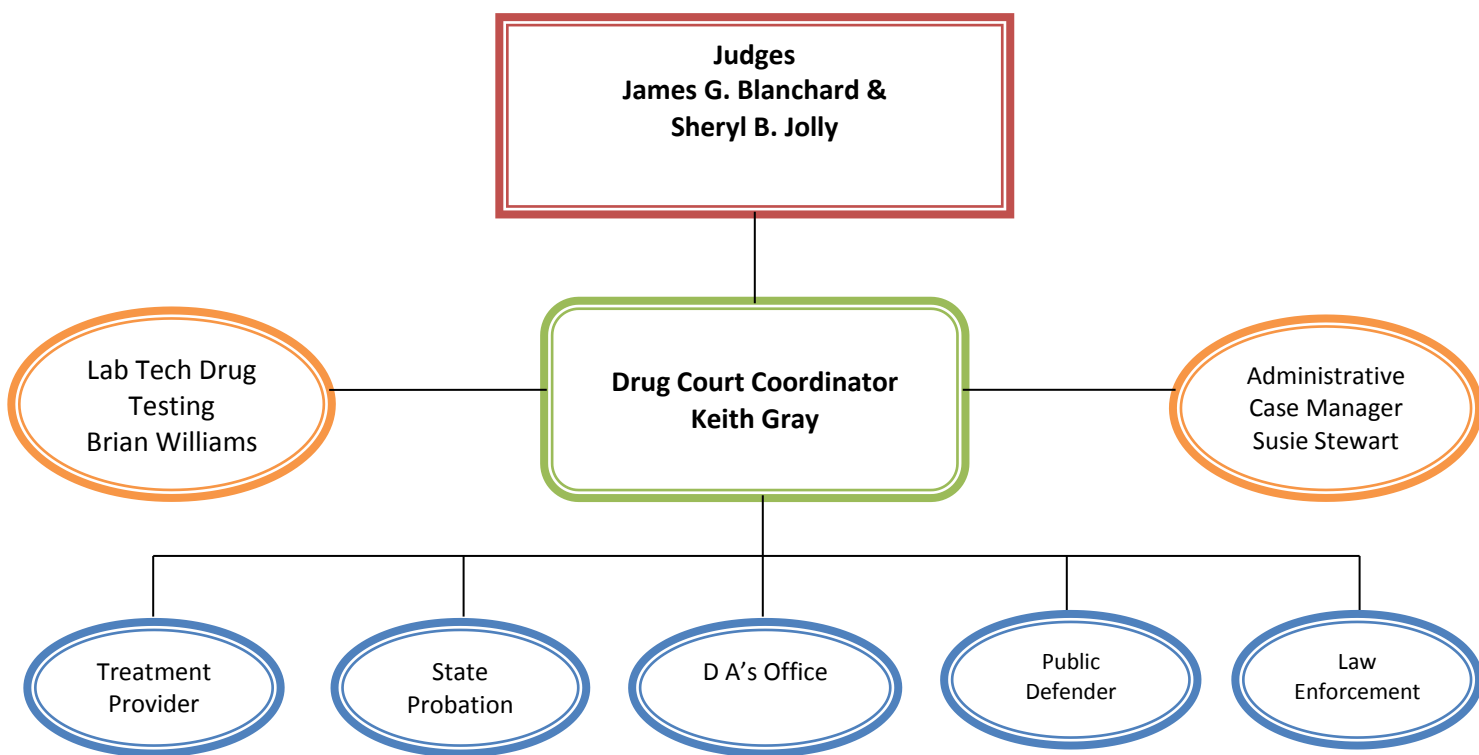 Judges
James G. Blanchard &
Sheryl B. Jolly
Lab Tech Drug
Testing
Brian Williams
Drug Court Coordinator
Keith Gray
Administrative
Case Manager
Susie Stewart
Treatment
Provider
State
Probation
D A’s Office
Public
Defender
Law
Enforcement